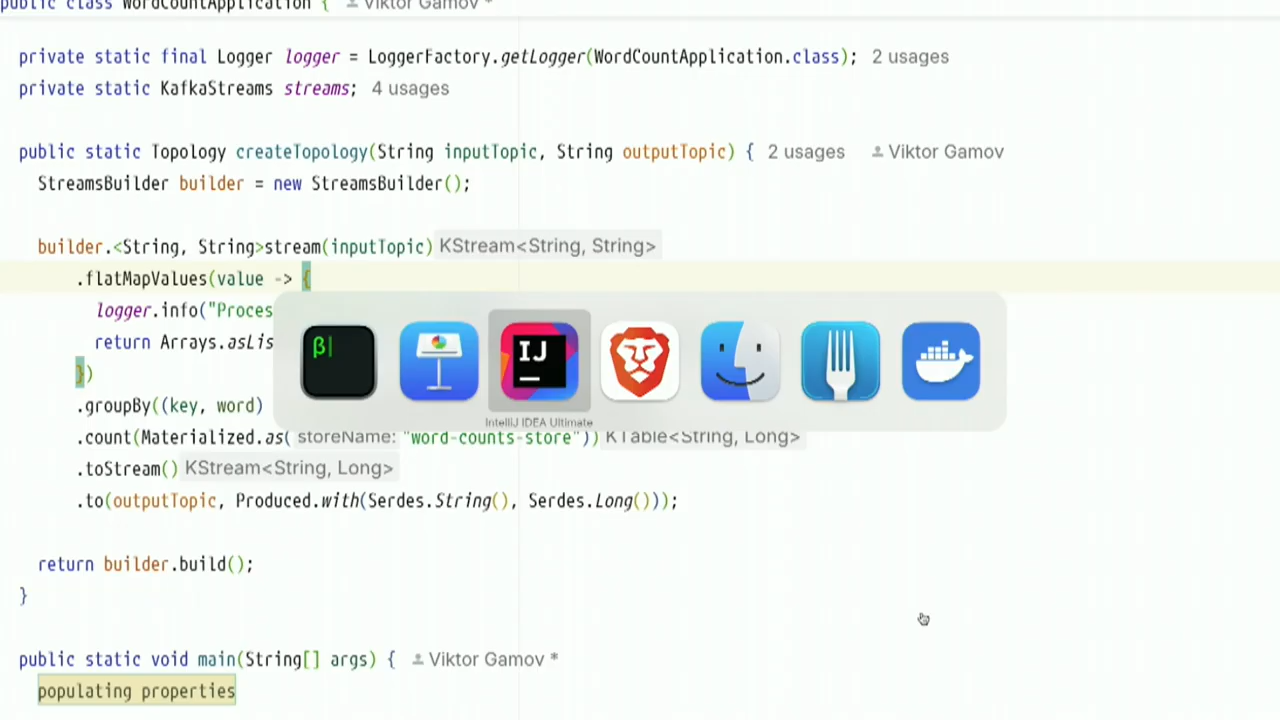 public class WordCountApplication { Viktor Gamov *
private static final Logger logger = LoggerFactory.getLogger(WordCountApplication.class); 2 usages
private static KafkaStreams streams; 4 usages
public static Topology createTopology(String inputTopic, String outputTopic) { 2 usages Viktor Gamov
StreamsBuilder builder = new StreamsBuilder();
builder.<String, String>stream(inputTopic) KStream<String, String>
.flatMapValues(value -> {
logger.info("Proces
return Arrays.asLis
})
β|
IJ
IntelliJ IDEA Ultimate
.groupBy((key, word)
.count(Materialized.as( storeName: "word-counts-store")) KTable<String, Long>
.toStream() KStream<String, Long>
.to(outputTopic, Produced.with(Serdes.String(), Serdes.Long()));
return builder.build();
}
public static void main(String[] args) { Viktor Gamov *
populating properties